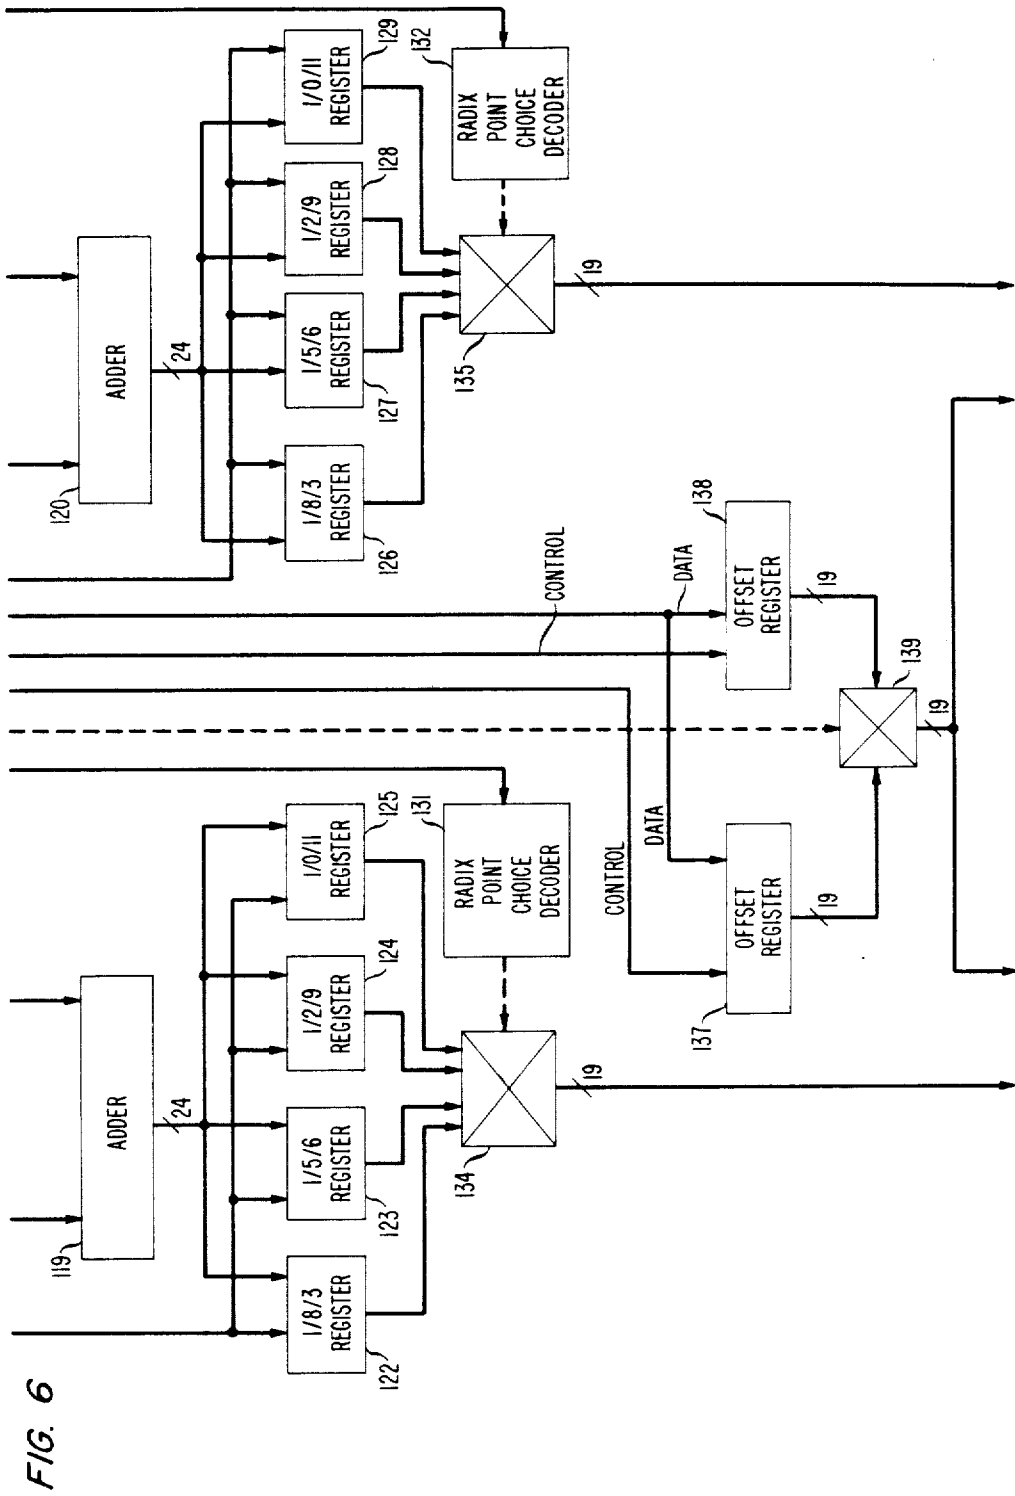 FIG. 6
119
ADDER
24
120
ADDER
24
1/8/3
REGISTER
122
1/5/6
REGISTER
123
1/2/9
REGISTER
124
1/0/11
REGISTER
125
1/8/3
REGISTER
126
1/5/6
REGISTER
127
1/2/9
REGISTER
128
1/0/11
REGISTER
129
131
RADIX
POINT
CHOICE
DECODER
132
RADIX
POINT
CHOICE
DECODER
134
19
135
19
CONTROL
DATA
CONTROL
DATA
137
OFFSET
REGISTER
19
138
OFFSET
REGISTER
19
139
19